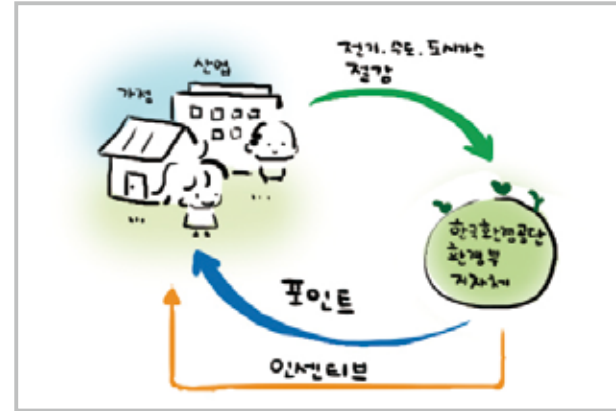 전기·수도·도시가스
절감
산업
가정
한국환경공단
환경부
지자체
포인트
인센티브